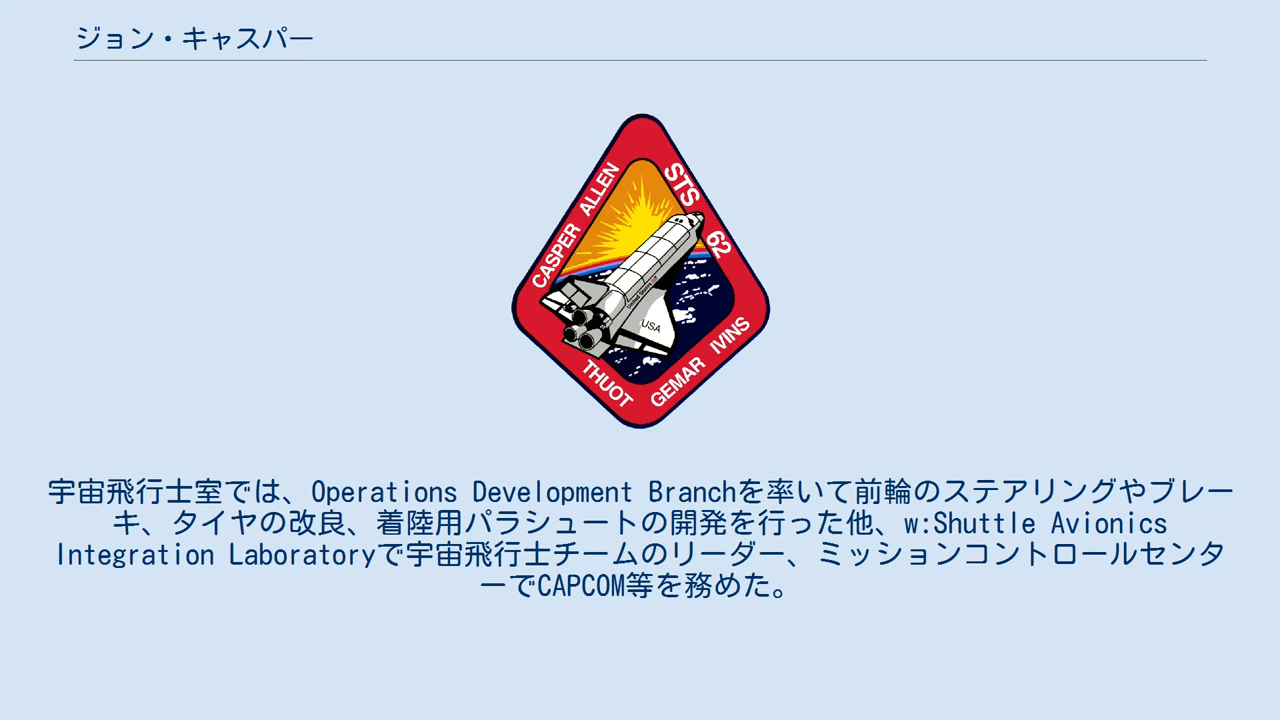 ジョン・キャスパー
CASPER ALLEN
STS 62
United States
USA
THUOT
GEMAR IVINS
宇宙飛行士室では、Operations Development Branchを率いて前輪のステアリングやブレー
キ、タイヤの改良、着陸用パラシュートの開発を行った他、w:Shuttle Avionics
Integration Laboratoryで宇宙飛行士チームのリーダー、ミッションコントロールセンタ
ーでCAPCOM等を務めた。